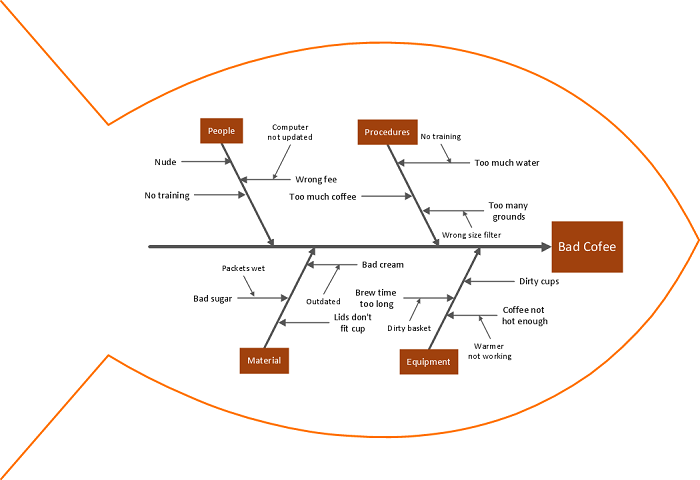 People
Computer
not updated
Nude
Wrong fee
No training
Procedures
No training
Too much water
Too much coffee
Too many
grounds
Wrong size filter
Bad Cofee
Packets wet
Bad cream
Bad sugar
Outdated
Lids don't
fit cup
Material
Dirty cups
Brew time
too long
Coffee not
hot enough
Dirty basket
Warmer
not working
Equipment